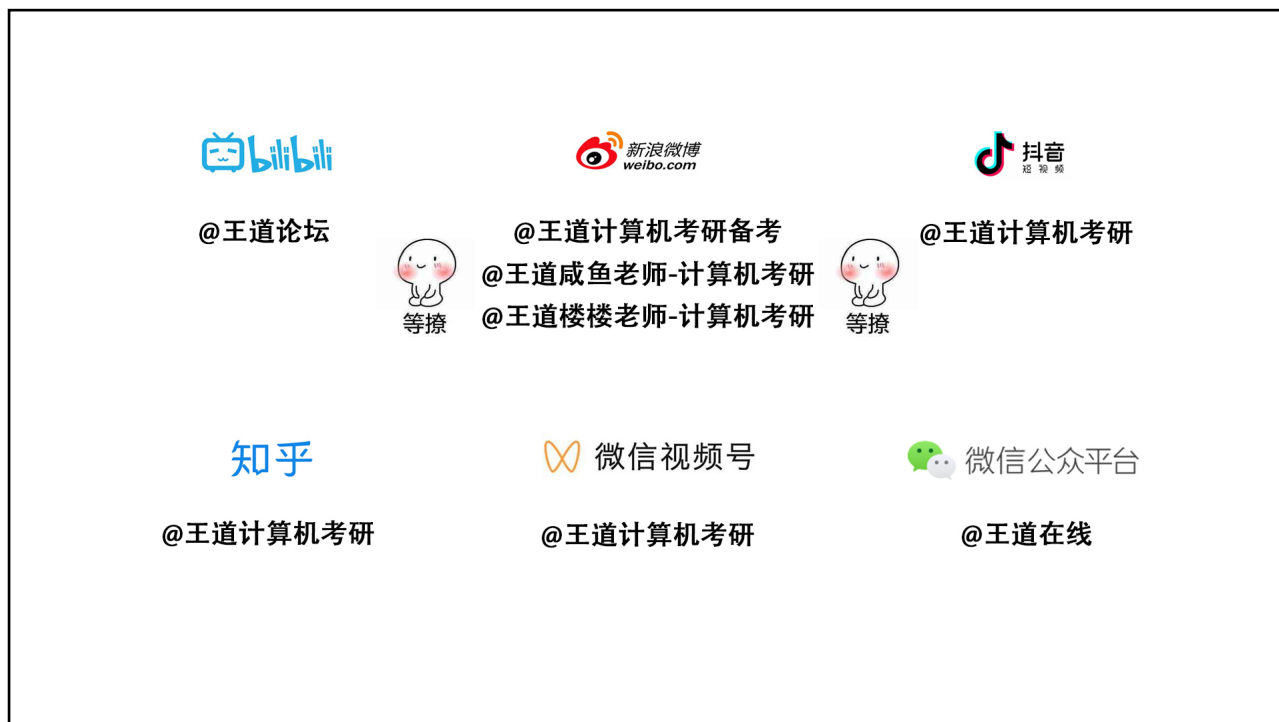 bilibili
新浪微博
weibo.com
抖音
短视频
@王道论坛
@王道计算机考研备考
@王道计算机考研
@王道咸鱼老师-计算机考研
@王道楼楼老师-计算机考研
等撩
等撩
知乎
微信视频号
微信公众平台
@王道计算机考研
@王道计算机考研
@王道在线